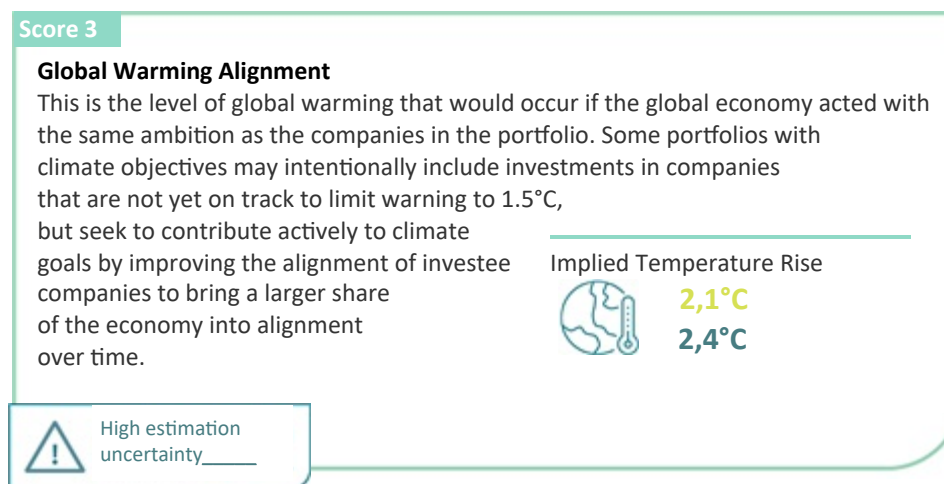 Score 3
Global Warming Alignment
This is the level of global warming that would occur if the global economy acted with
the same ambition as the companies in the portfolio. Some portfolios with
climate objectives may intentionally include investments in companies
that are not yet on track to limit warning to 1.5°C,
but seek to contribute actively to climate
goals by improving the alignment of investee
companies to bring a larger share
of the economy into alignment
over time.
Implied Temperature Rise
2,1°C
2,4°C
High estimation
uncertainty_____